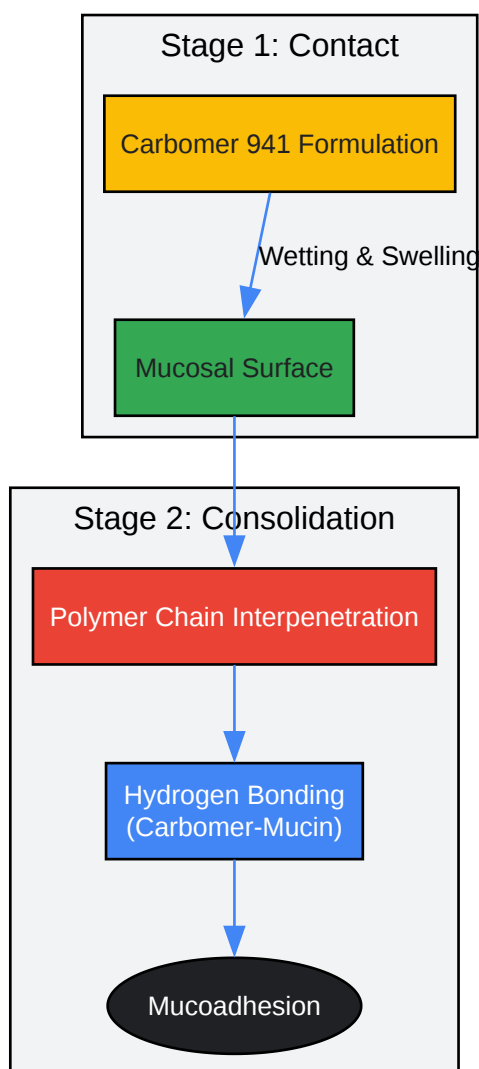 Stage 1: Contact
Carbomer 941 Formulation
Wetting & Swelling
Mucosal Surface
Stage 2: Consolidation
Polymer Chain Interpenetration
Hydrogen Bonding
(Carbomer-Mucin)
Mucoadhesion